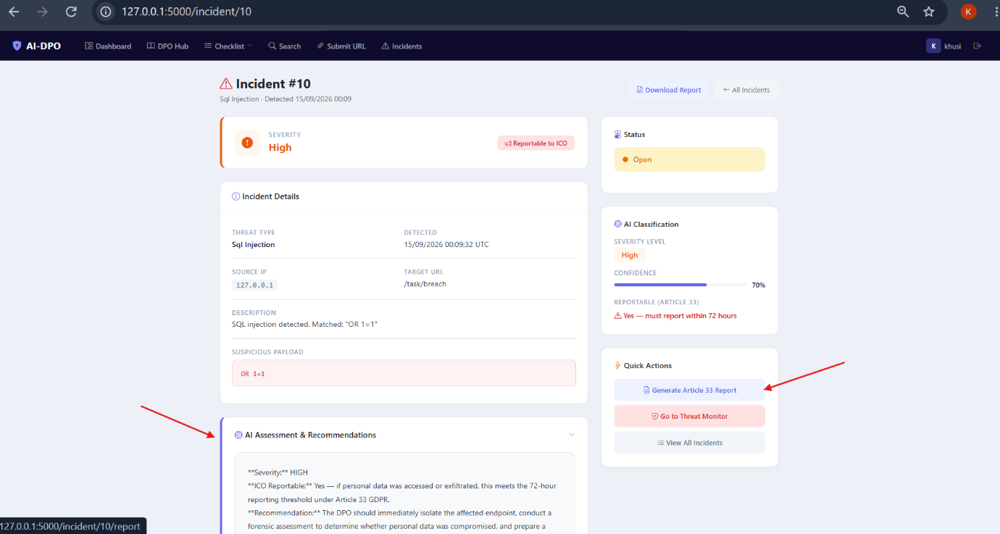 127.0.0.1:5000/incident/10
K
AI-DPO
Dashboard
DPO Hub
Checklist
Search
Submit URL
Incidents
K
khusi
Incident #10
Sql Injection · Detected 15/09/2026 00:09
Download Report
← All Incidents
SEVERITY
High
Reportable to ICO
Incident Details
THREAT TYPE
Sql Injection
DETECTED
15/09/2026 00:09:32 UTC
SOURCE IP
127.0.0.1
TARGET URL
/task/breach
DESCRIPTION
SQL injection detected. Matched: "OR 1=1"
SUSPICIOUS PAYLOAD
OR 1=1
AI Assessment & Recommendations
**Severity:** HIGH
**ICO Reportable:** Yes — if personal data was accessed or exfiltrated, this meets the 72-hour
reporting threshold under Article 33 GDPR.
**Recommendation:** The DPO should immediately isolate the affected endpoint, conduct a
forensic assessment to determine whether personal data was compromised, and prepare a
Status
Open
AI Classification
SEVERITY LEVEL
High
CONFIDENCE
70%
REPORTABLE (ARTICLE 33)
Yes — must report within 72 hours
Quick Actions
Generate Article 33 Report
Go to Threat Monitor
View All Incidents
127.0.0.1:5000/incident/10/report